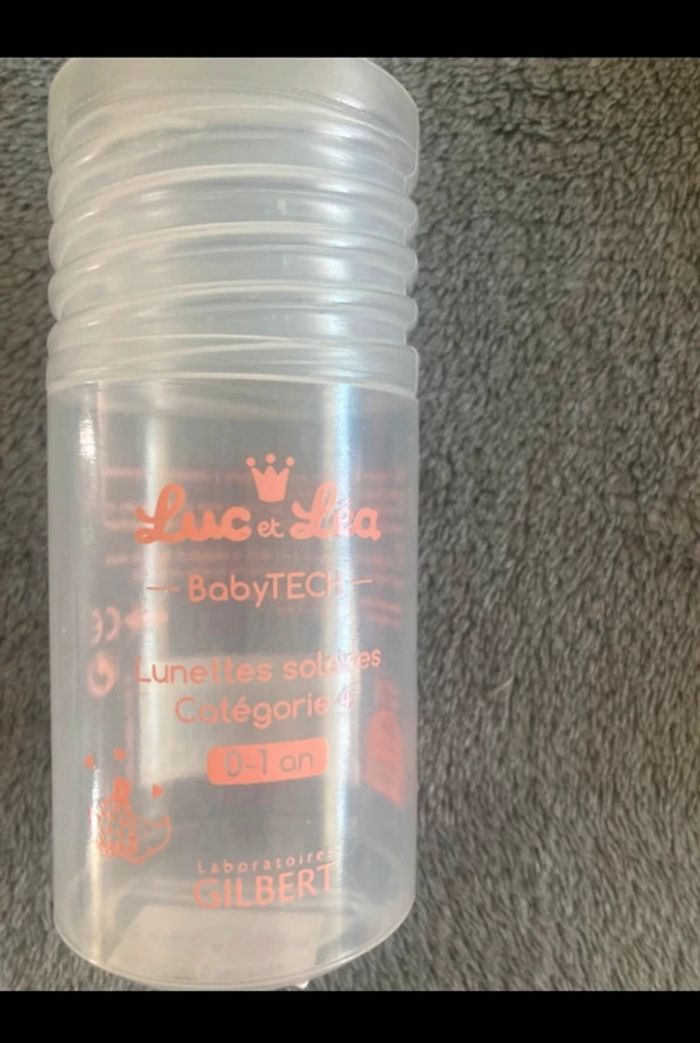 Luc et Léa
BabyTECH
Lunettes solaires
Catégorie 4
0-1 an
Laboratoires
GILBERT